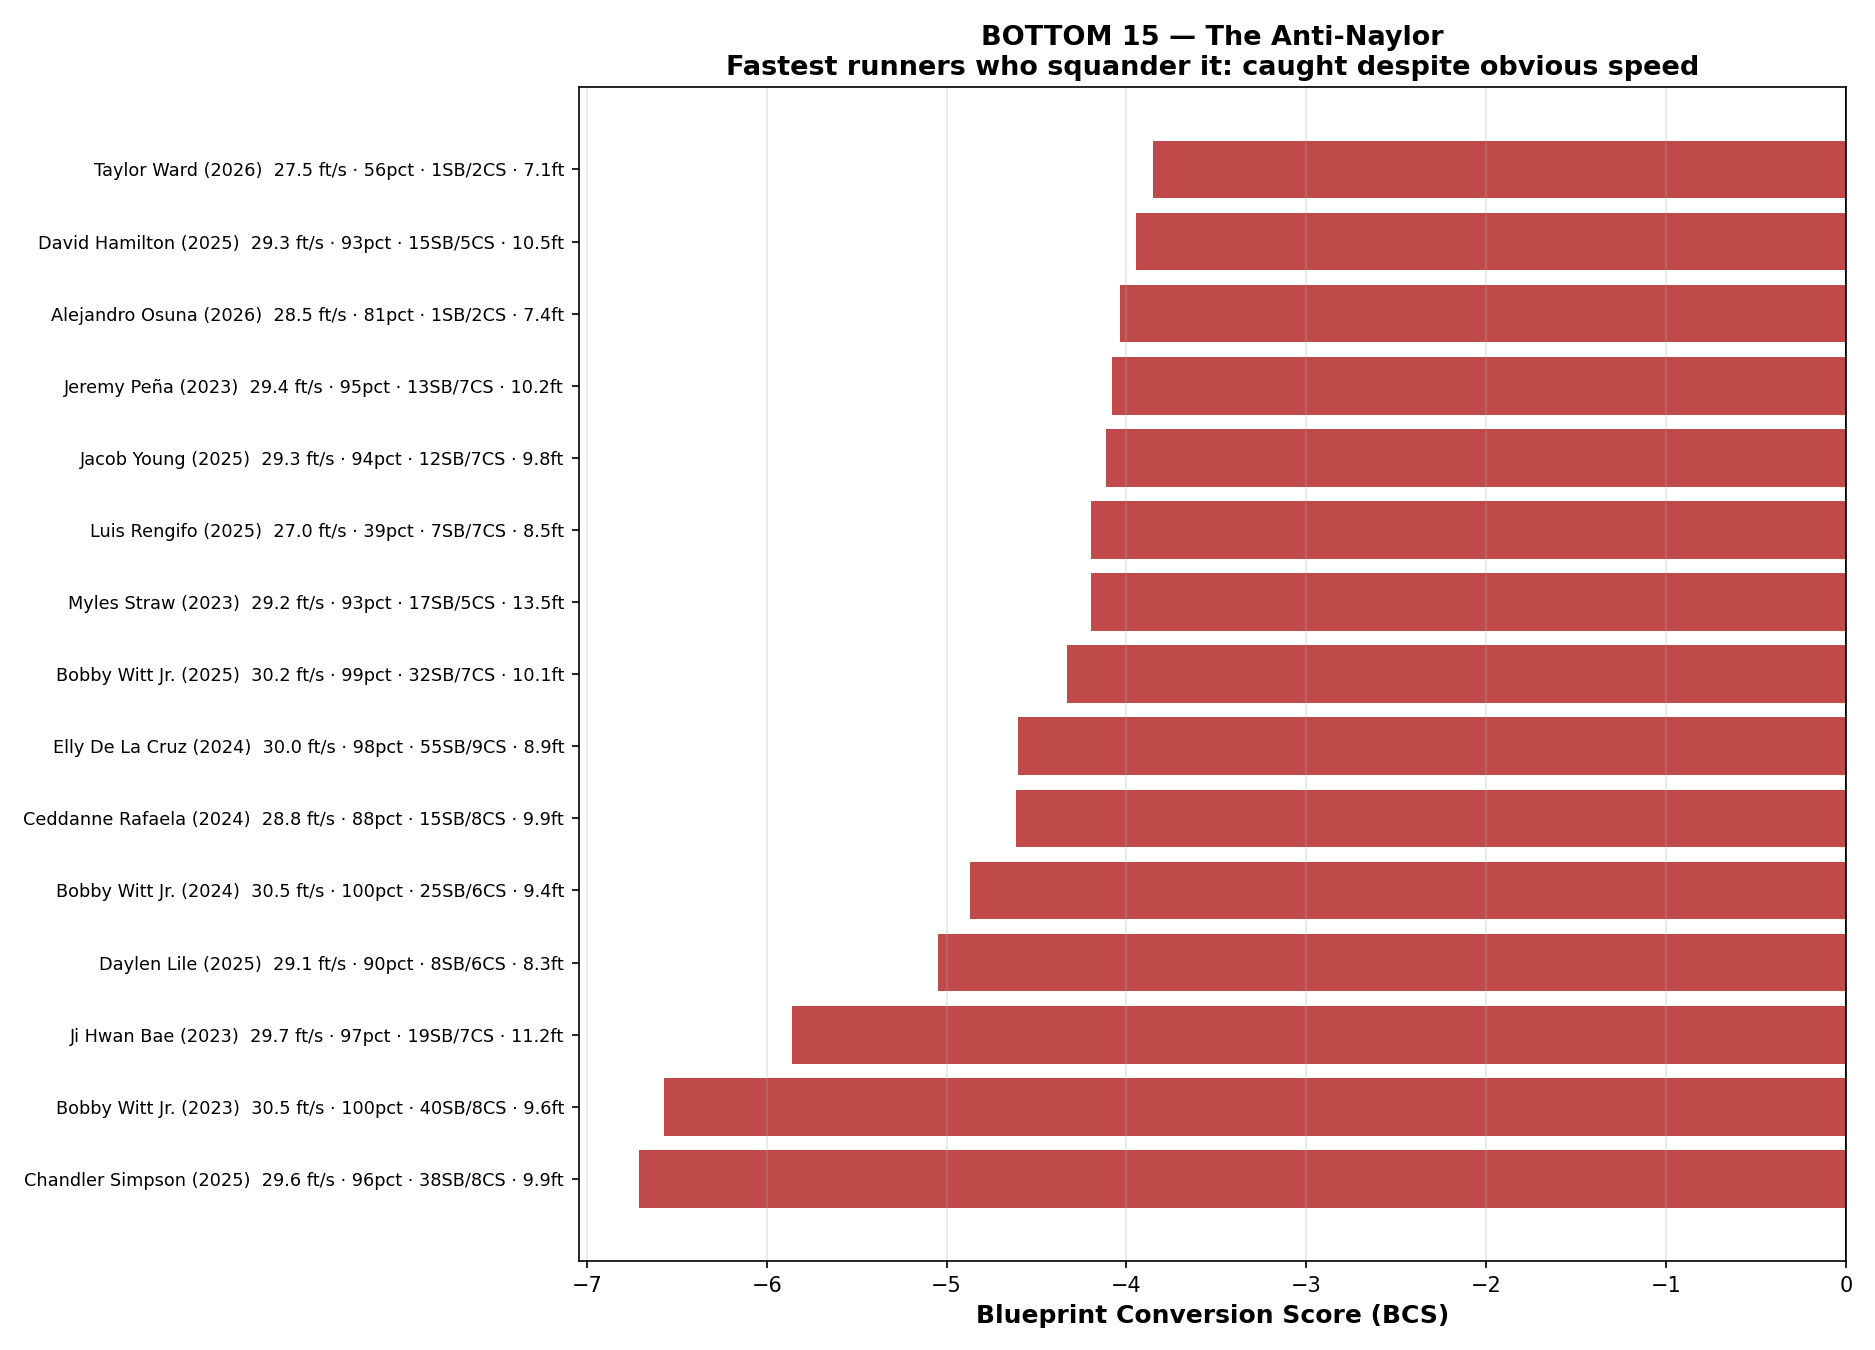 BOTTOM 15 — The Anti-Naylor
Fastest runners who squander it: caught despite obvious speed
Taylor Ward (2026)  27.5 ft/s · 56pct · 1SB/2CS · 7.1ft
David Hamilton (2025)  29.3 ft/s · 93pct · 15SB/5CS · 10.5ft
Alejandro Osuna (2026)  28.5 ft/s · 81pct · 1SB/2CS · 7.4ft
Jeremy Peña (2023)  29.4 ft/s · 95pct · 13SB/7CS · 10.2ft
Jacob Young (2025)  29.3 ft/s · 94pct · 12SB/7CS · 9.8ft
Luis Rengifo (2025)  27.0 ft/s · 39pct · 7SB/7CS · 8.5ft
Myles Straw (2023)  29.2 ft/s · 93pct · 17SB/5CS · 13.5ft
Bobby Witt Jr. (2025)  30.2 ft/s · 99pct · 32SB/7CS · 10.1ft
Elly De La Cruz (2024)  30.0 ft/s · 98pct · 55SB/9CS · 8.9ft
Ceddanne Rafaela (2024)  28.8 ft/s · 88pct · 15SB/8CS · 9.9ft
Bobby Witt Jr. (2024)  30.5 ft/s · 100pct · 25SB/6CS · 9.4ft
Daylen Lile (2025)  29.1 ft/s · 90pct · 8SB/6CS · 8.3ft
Ji Hwan Bae (2023)  29.7 ft/s · 97pct · 19SB/7CS · 11.2ft
Bobby Witt Jr. (2023)  30.5 ft/s · 100pct · 40SB/8CS · 9.6ft
Chandler Simpson (2025)  29.6 ft/s · 96pct · 38SB/8CS · 9.9ft
−7 −6 −5 −4 −3 −2 −1 0
Blueprint Conversion Score (BCS)